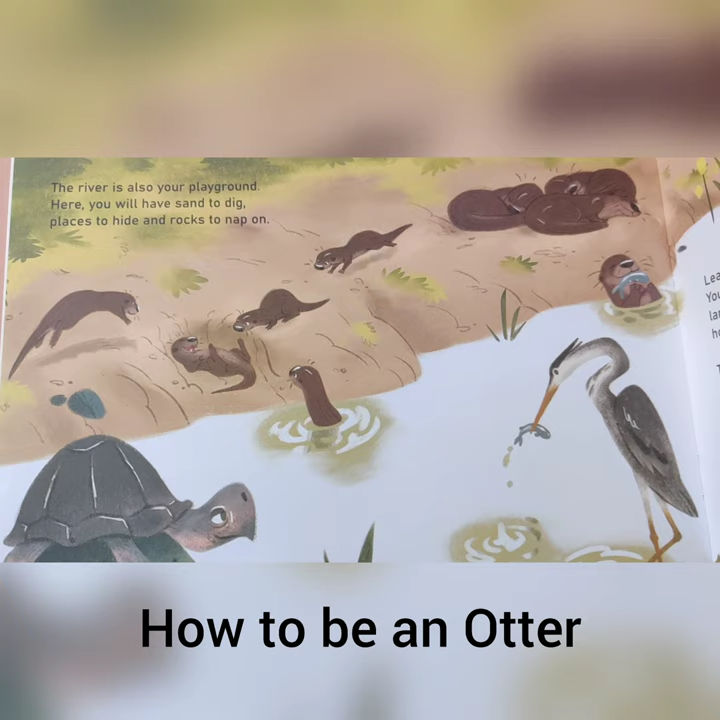 The river is also your playground.
Here, you will have sand to dig,
places to hide and rocks to nap on.
How to be an Otter